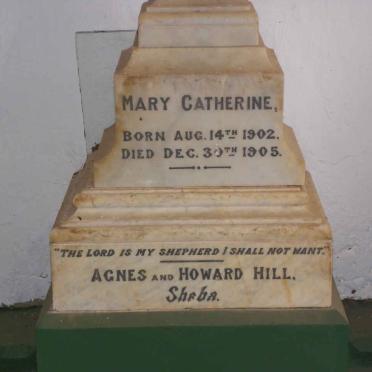 MARY CATHERINE,
BORN AUG. 14TH 1902.
DIED DEC. 30TH 1905.
"THE LORD IS MY SHEPHERD I SHALL NOT WANT."
AGNES AND HOWARD HILL,
Sheba.